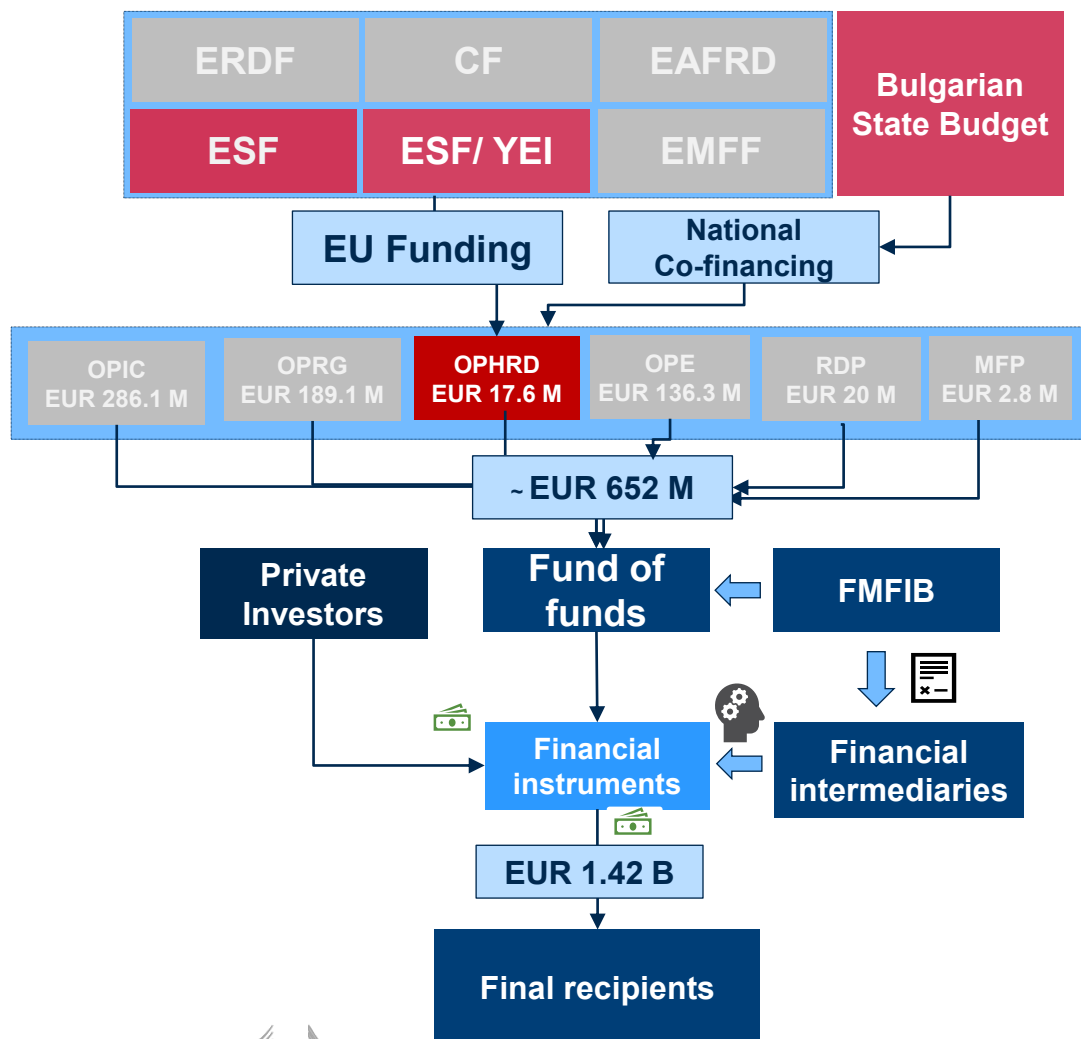 ERDF
CF
EAFRD
Bulgarian
State Budget
ESF
ESF/ YEI
EMFF
EU Funding
National
Co-financing
OPIC
EUR 286.1 M
OPRG
EUR 189.1 M
OPHRD
EUR 17.6 M
OPE
EUR 136.3 M
RDP
EUR 20 M
MFP
EUR 2.8 M
~ EUR 652 M
Private
Investors
Fund of
funds
FMFIB
Financial
instruments
Financial
intermediaries
EUR 1.42 B
Final recipients